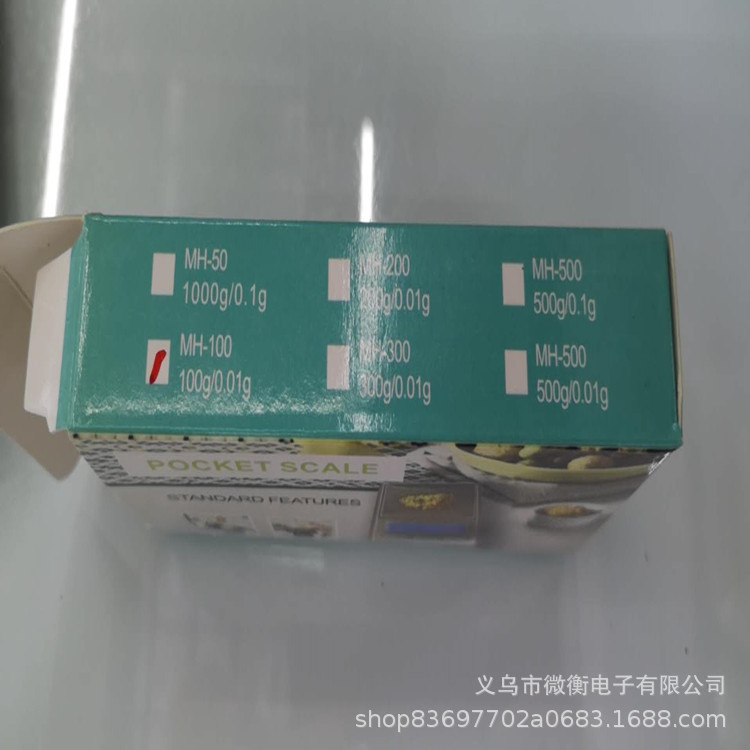 MH-50
1000g/0.1g
MH-200
200g/0.01g
MH-500
500g/0.1g
MH-100
100g/0.01g
MH-300
300g/0.01g
MH-500
500g/0.01g
POCKET SCALE
STANDARD FEATURES
义乌市微衡电子有限公司
shop83697702a0683.1688.com